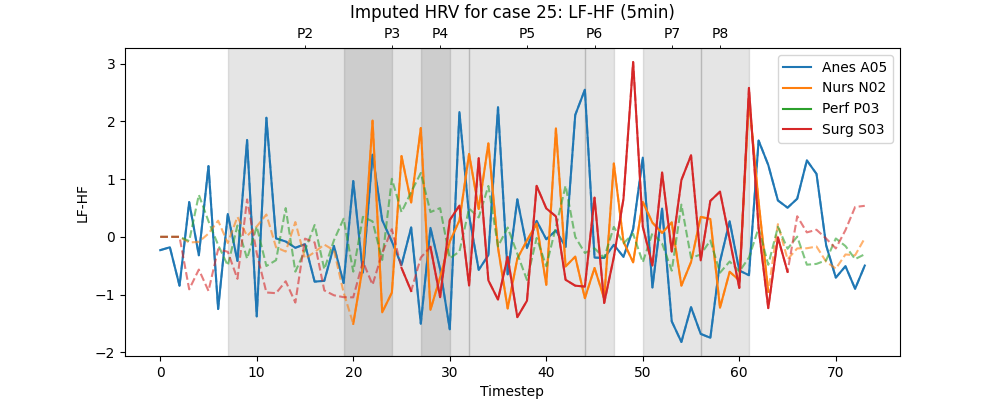 Imputed HRV for case 25: LF-HF (5min)
P2 P3 P4 P5 P6 P7 P8
3
2
1
0
−1
−2
LF-HF
Anes A05
Nurs N02
Perf P03
Surg S03
0 10 20 30 40 50 60 70
Timestep